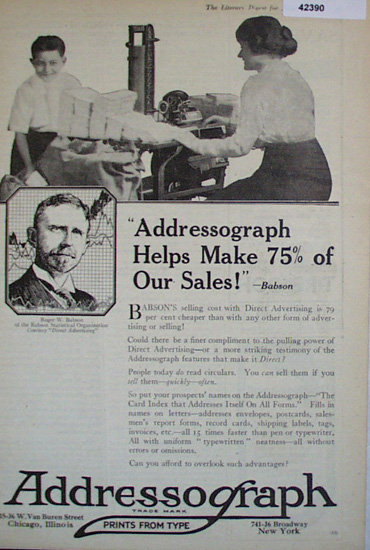 The Literary Digest for
42390
"Addressograph
Helps Make 75% of
Our Sales!" —Babson
Roger W. Babson
of the Babson Statistical Organization
"Direct Advertising"
BABSON'S selling cost with Direct Advertising is 79
per cent cheaper than with any other form of adver-
tising or selling!
Could there be a finer compliment to the pulling power of
Direct Advertising—or a more striking testimony of the
Addressograph features that make it Direct?
People today do read circulars. You can sell them if you
sell them—quickly—often.
So put your prospects' names on the Addressograph—"The
Card Index that Addresses Itself On All Forms." Fills in
names on letters—addresses envelopes, postcards, sales-
men's report forms, record cards, shipping labels, tags,
invoices, etc.—all 15 times faster than pen or typewriter,
All with uniform "typewritten" neatness—all without
errors or omissions.
Can you afford to overlook such advantages?
Addressograph
TRADE MARK
PRINTS FROM TYPE
W. Van Buren Street
Chicago, Illinois
741-J6 Broadway
New York